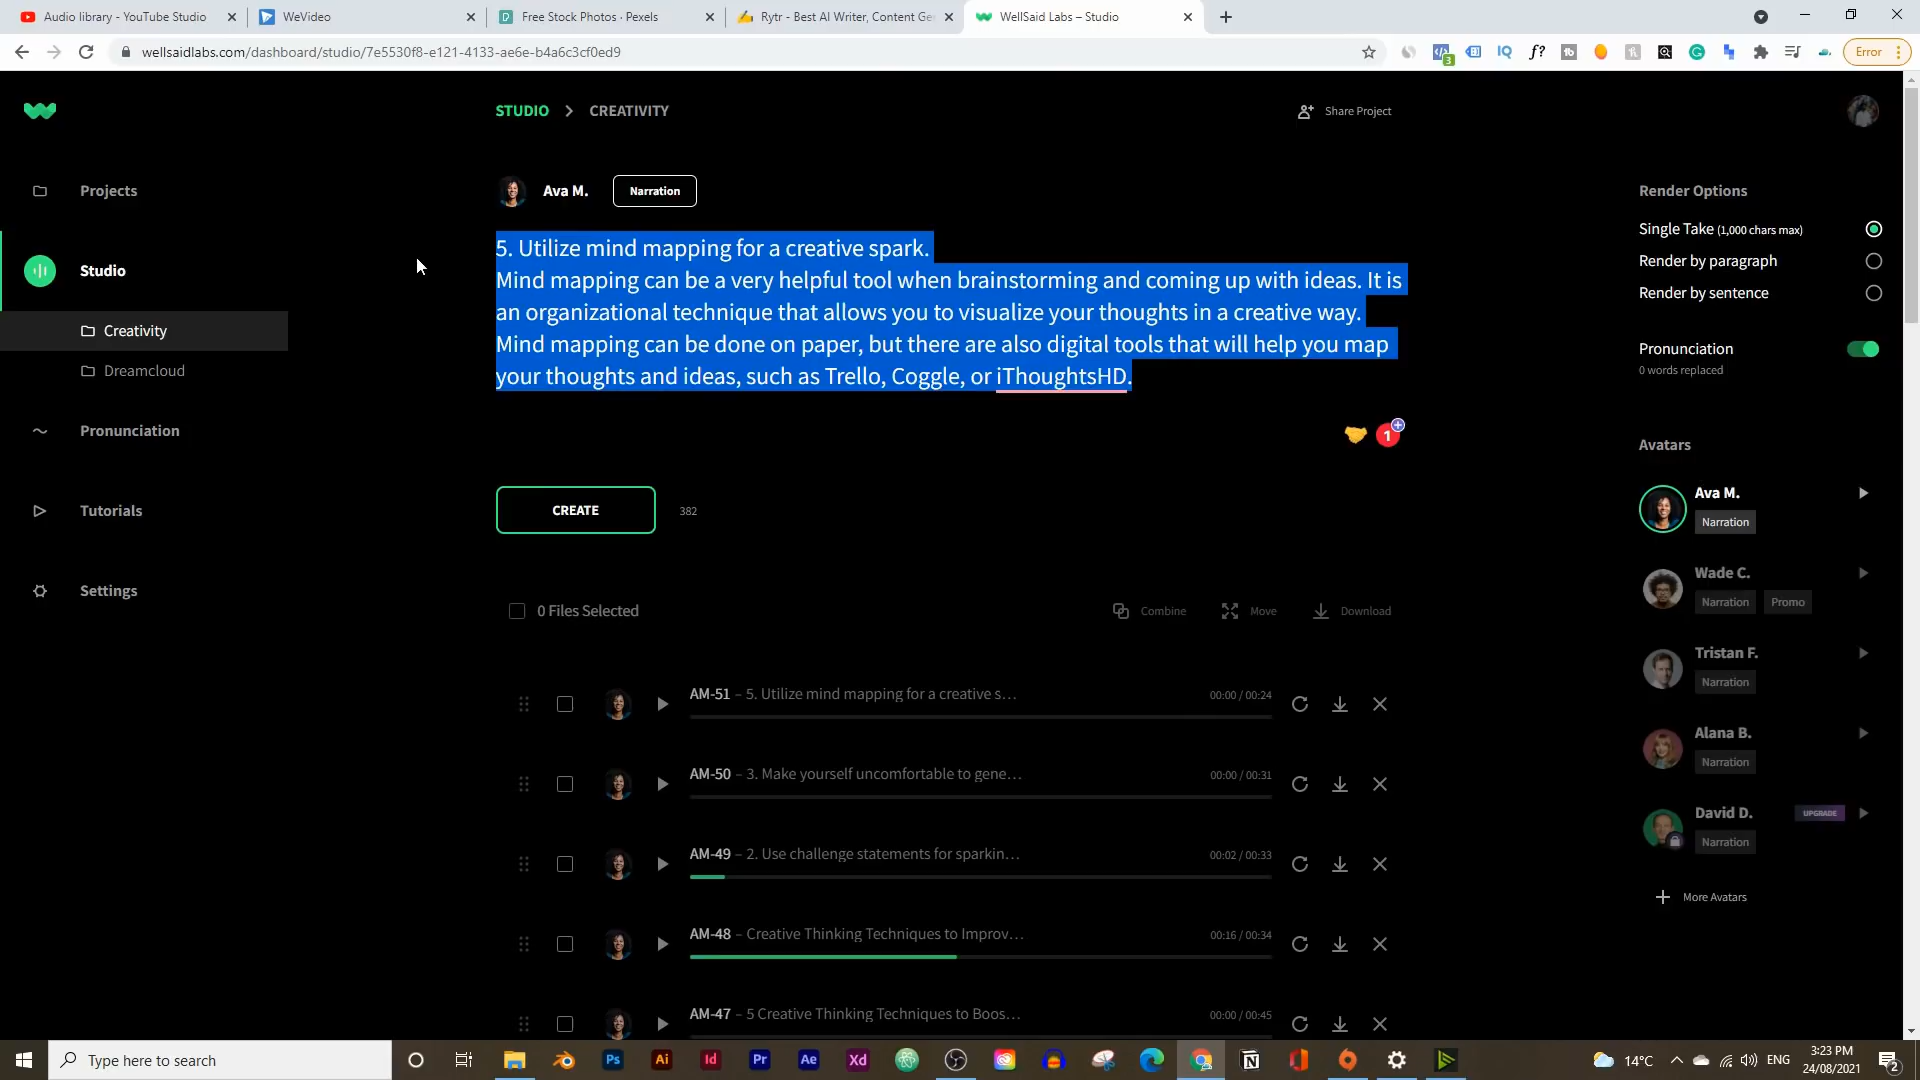 Audio library - YouTube Studio
WeVideo
Free Stock Photos · Pexels
Rytr - Best AI Writer, Content Ge
WellSaid Labs – Studio
wellsaidlabs.com/dashboard/studio/7e5530f8-e121-4133-ae6e-b4a6c3cf0ed9
3
IQ
f?
Error
STUDIO
CREATIVITY
Share Project
Projects
Studio
Creativity
Dreamcloud
Pronunciation
Tutorials
Settings
Ava M.
Narration
5. Utilize mind mapping for a creative spark.
Mind mapping can be a very helpful tool when brainstorming and coming up with ideas. It is
an organizational technique that allows you to visualize your thoughts in a creative way.
Mind mapping can be done on paper, but there are also digital tools that will help you map
your thoughts and ideas, such as Trello, Coggle, or iThoughtsHD.
1
CREATE
382
0 Files Selected
Combine
Move
Download
AM-51 – 5. Utilize mind mapping for a creative s…
00:00 / 00:24
AM-50 – 3. Make yourself uncomfortable to gene…
00:00 / 00:31
AM-49 – 2. Use challenge statements for sparkin…
00:02 / 00:33
AM-48 – Creative Thinking Techniques to Improv…
00:16 / 00:34
AM-47 – 5 Creative Thinking Techniques to Boos…
00:00 / 00:45
Render Options
Single Take (1,000 chars max)
Render by paragraph
Render by sentence
Pronunciation
0 words replaced
Avatars
Ava M.
Narration
Wade C.
Narration
Promo
Tristan F.
Narration
Alana B.
Narration
David D.
UPGRADE
Narration
More Avatars
Type here to search
Ps
Ai
Id
Pr
Ae
Xd
14°C
ENG
3:23 PM
24/08/2021
2